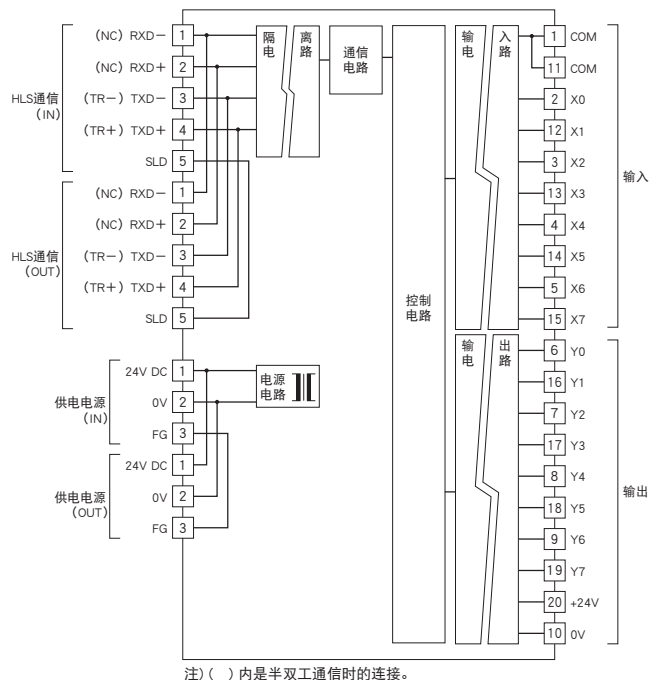 HLS通信
(IN)
(NC) RXD− 1
(NC) RXD+ 2
(TR−) TXD− 3
(TR+) TXD+ 4
SLD 5
HLS通信
(OUT)
(NC) RXD− 1
(NC) RXD+ 2
(TR−) TXD− 3
(TR+) TXD+ 4
SLD 5
供电电源
(IN)
24V DC 1
0V 2
FG 3
供电电源
(OUT)
24V DC 1
0V 2
FG 3
隔离
电路
通信
电路
电源
电路
控制
电路
输入
电路
输出
电路
1 COM
11 COM
2 X0
12 X1
3 X2
13 X3
4 X4
14 X5
5 X6
15 X7
输入
6 Y0
16 Y1
7 Y2
17 Y3
8 Y4
18 Y5
9 Y6
19 Y7
20 +24V
10 0V
输出
注)( )内是半双工通信时的连接。